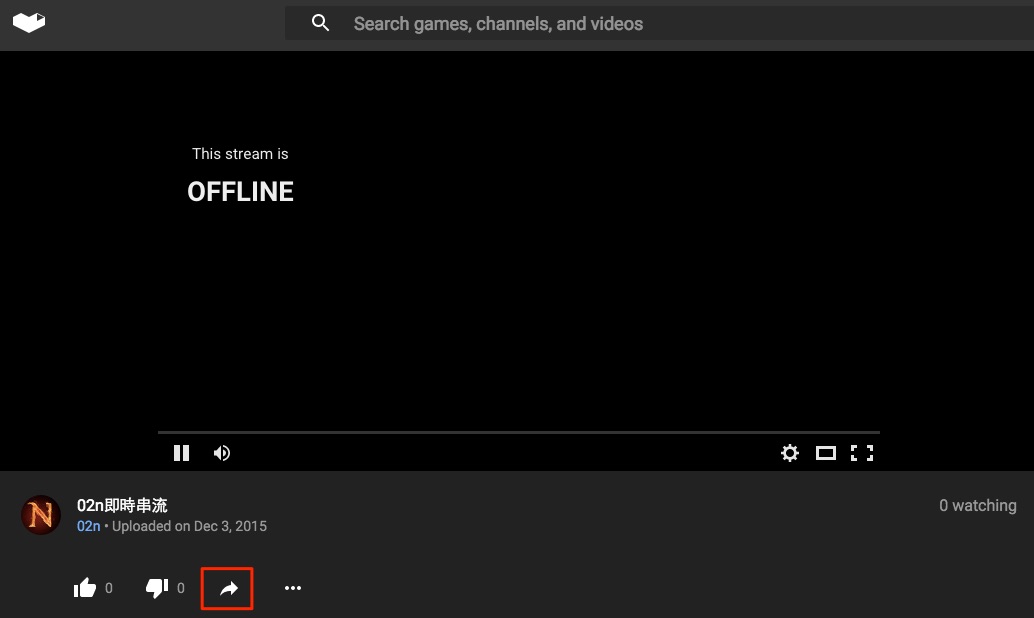 Search games, channels, and videos
This stream is
OFFLINE
N
02n即時串流
0 watching
02n • Uploaded on Dec 3, 2015
0
0